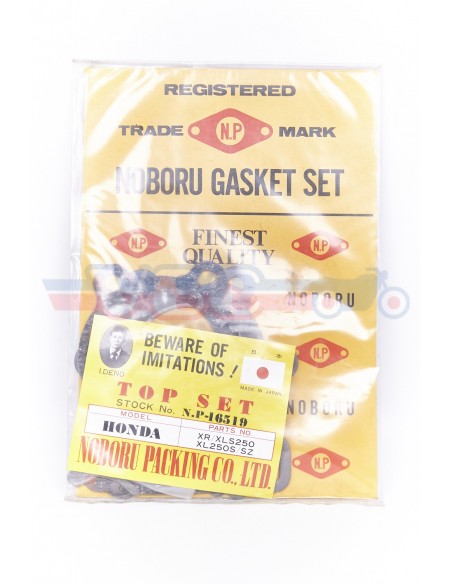 REGISTERED
TRADE N.P MARK
NOBORU GASKET SET
FINEST
QUALITY
N.P
N.P
NOBORU
BEWARE OF
IMITATIONS!
I.DENO
MADE IN JAPAN
N.P
TOP SET
STOCK No. N.P-16519
NOBORU
MODEL PARTS NO
HONDA XR/XLS250
XL250S/SZ
N.P
NOBORU PACKING CO., LTD.